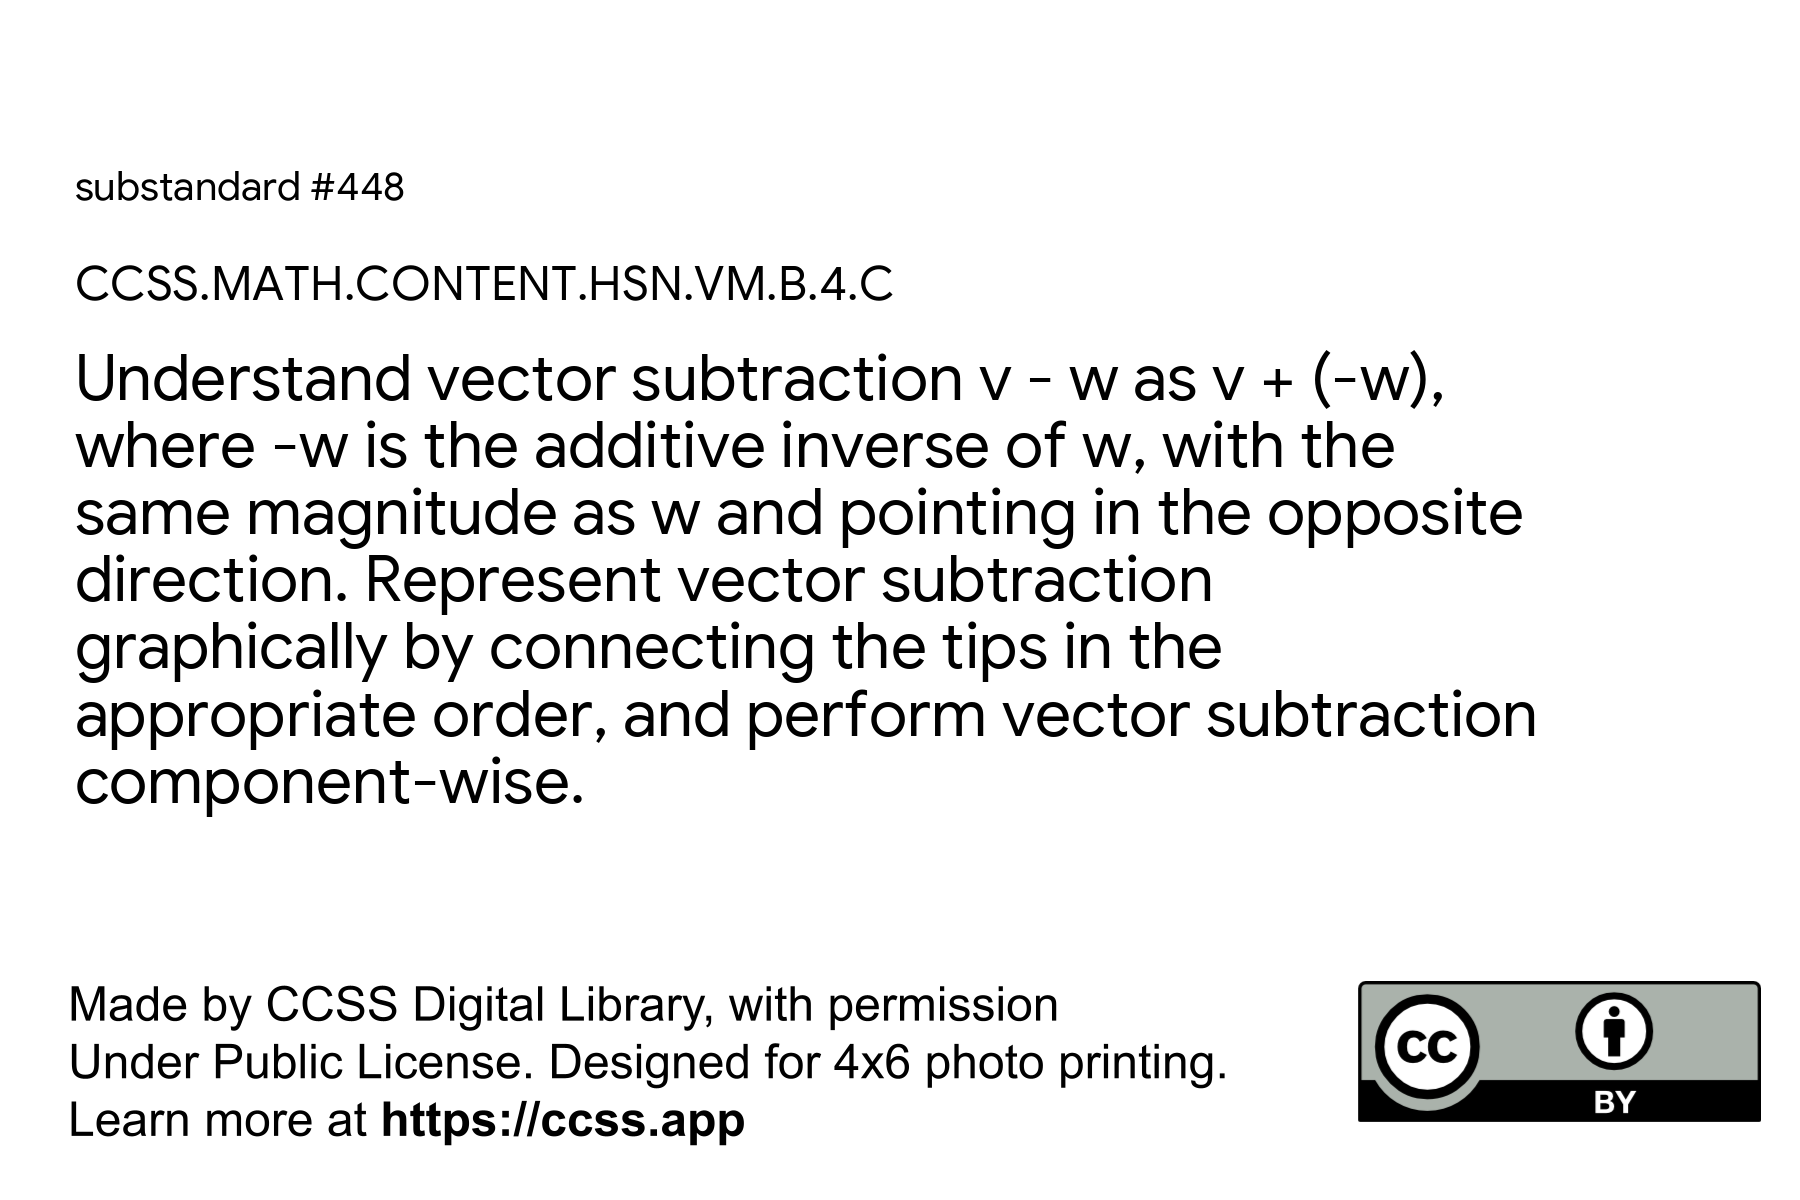 substandard #448
CCSS.MATH.CONTENT.HSN.VM.B.4.C
Understand vector subtraction v - w as v + (-w),
where -w is the additive inverse of w, with the
same magnitude as w and pointing in the opposite
direction. Represent vector subtraction
graphically by connecting the tips in the
appropriate order, and perform vector subtraction
component-wise.
Made by CCSS Digital Library, with permission
Under Public License. Designed for 4x6 photo printing.
Learn more at https://ccss.app
CC
BY